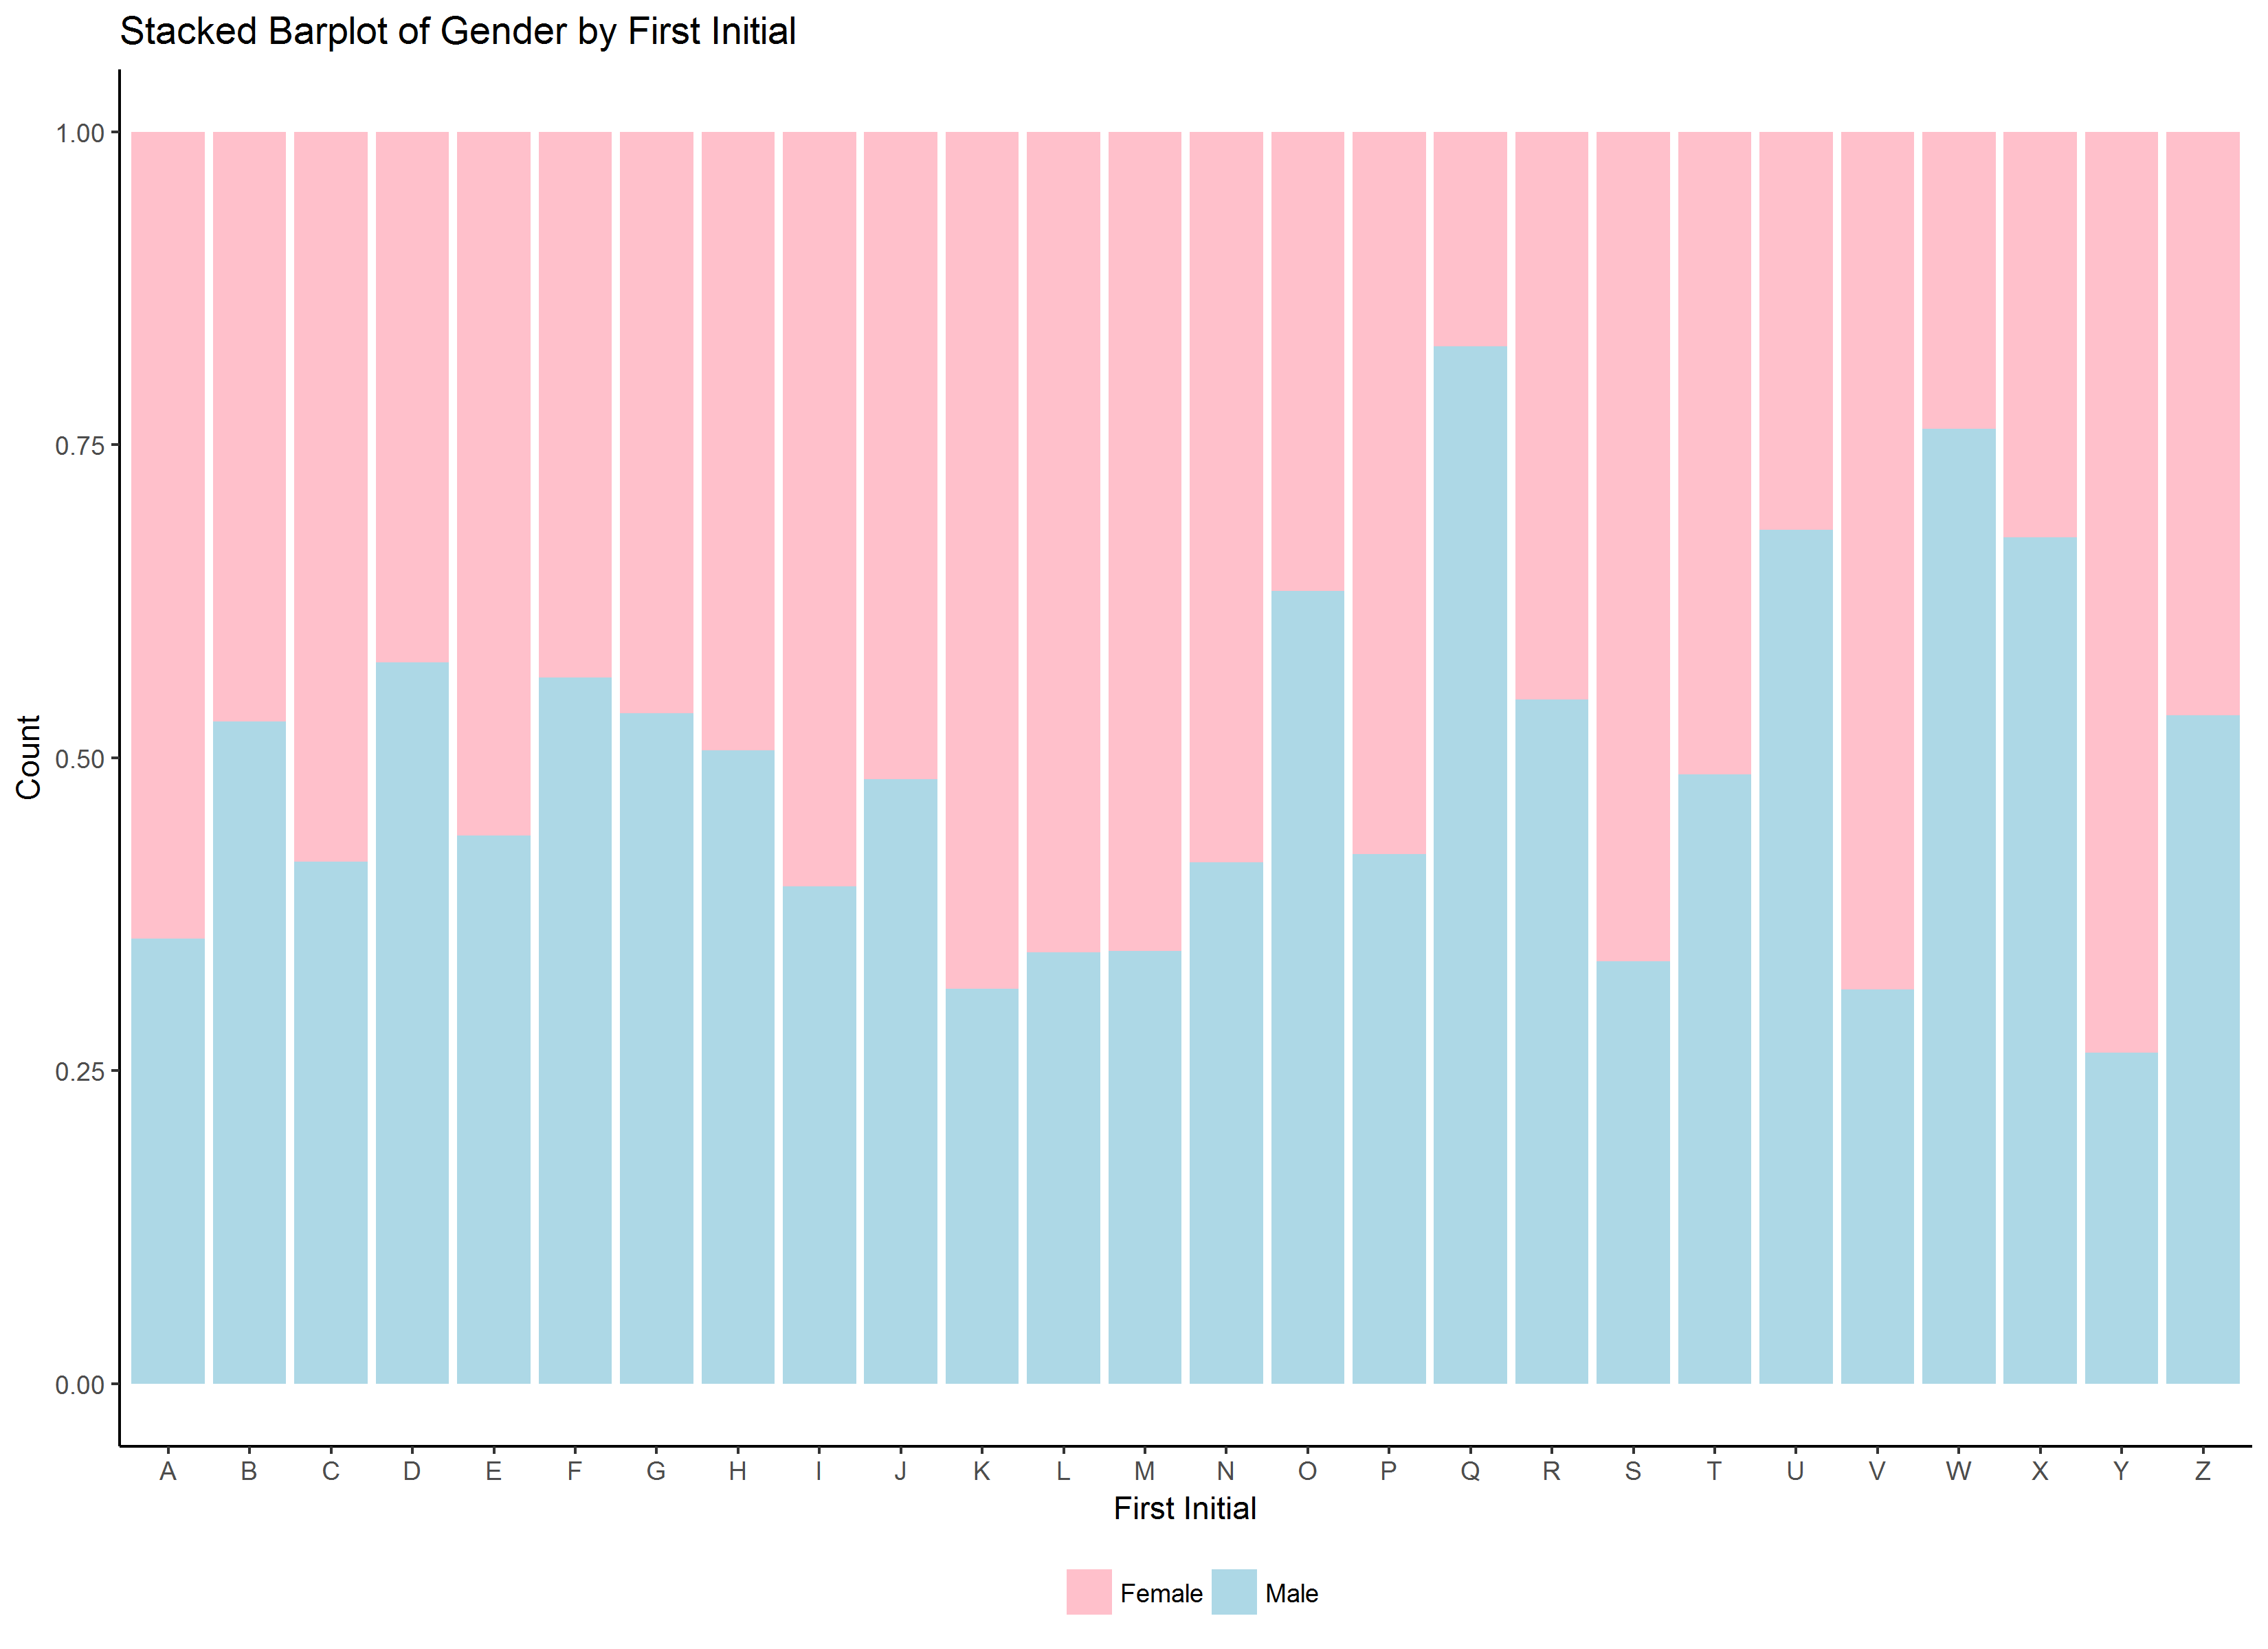 Stacked Barplot of Gender by First Initial
1.00
0.75
0.50
0.25
0.00
Count
A B C D E F G H I J K L M N O P Q R S T U V W X Y Z
First Initial
Female Male